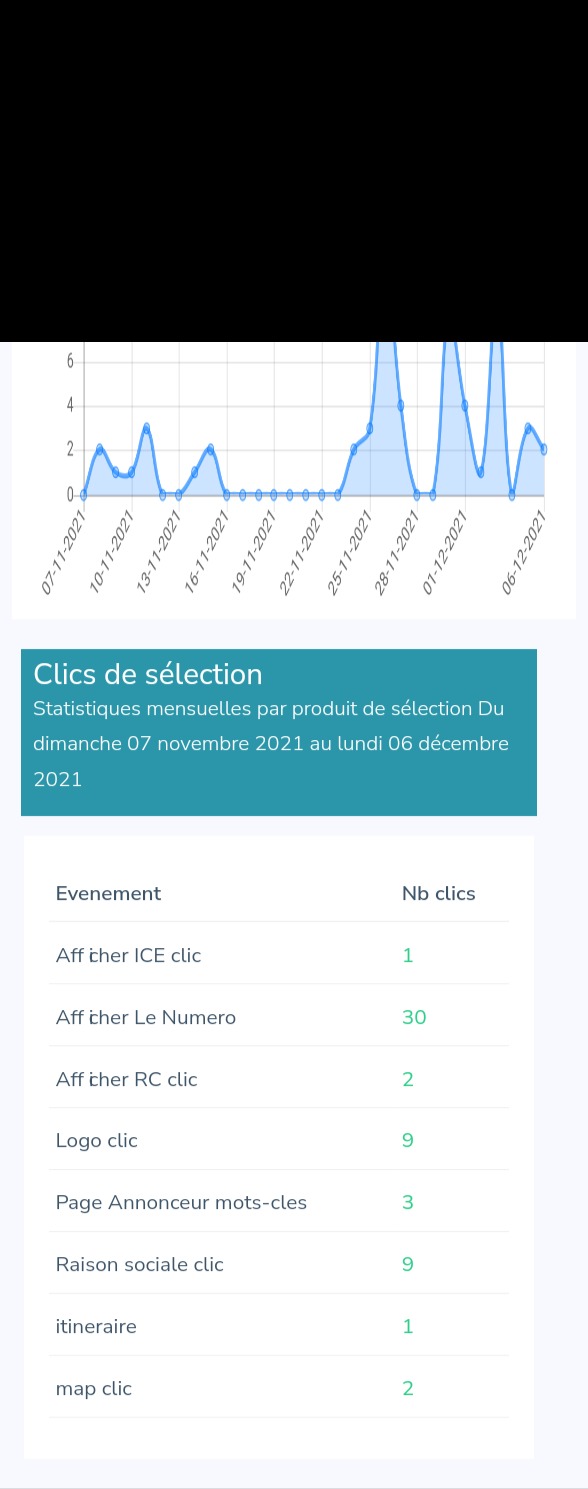 6
4
2
0
07-11-2021
10-11-2021
13-11-2021
16-11-2021
19-11-2021
22-11-2021
25-11-2021
28-11-2021
01-12-2021
06-12-2021
Clics de sélection
Statistiques mensuelles par produit de sélection Du
dimanche 07 novembre 2021 au lundi 06 décembre
2021
Evenement Nb clics
Afficher ICE clic 1
Afficher Le Numero 30
Afficher RC clic 2
Logo clic 9
Page Annonceur mots-cles 3
Raison sociale clic 9
itineraire 1
map clic 2